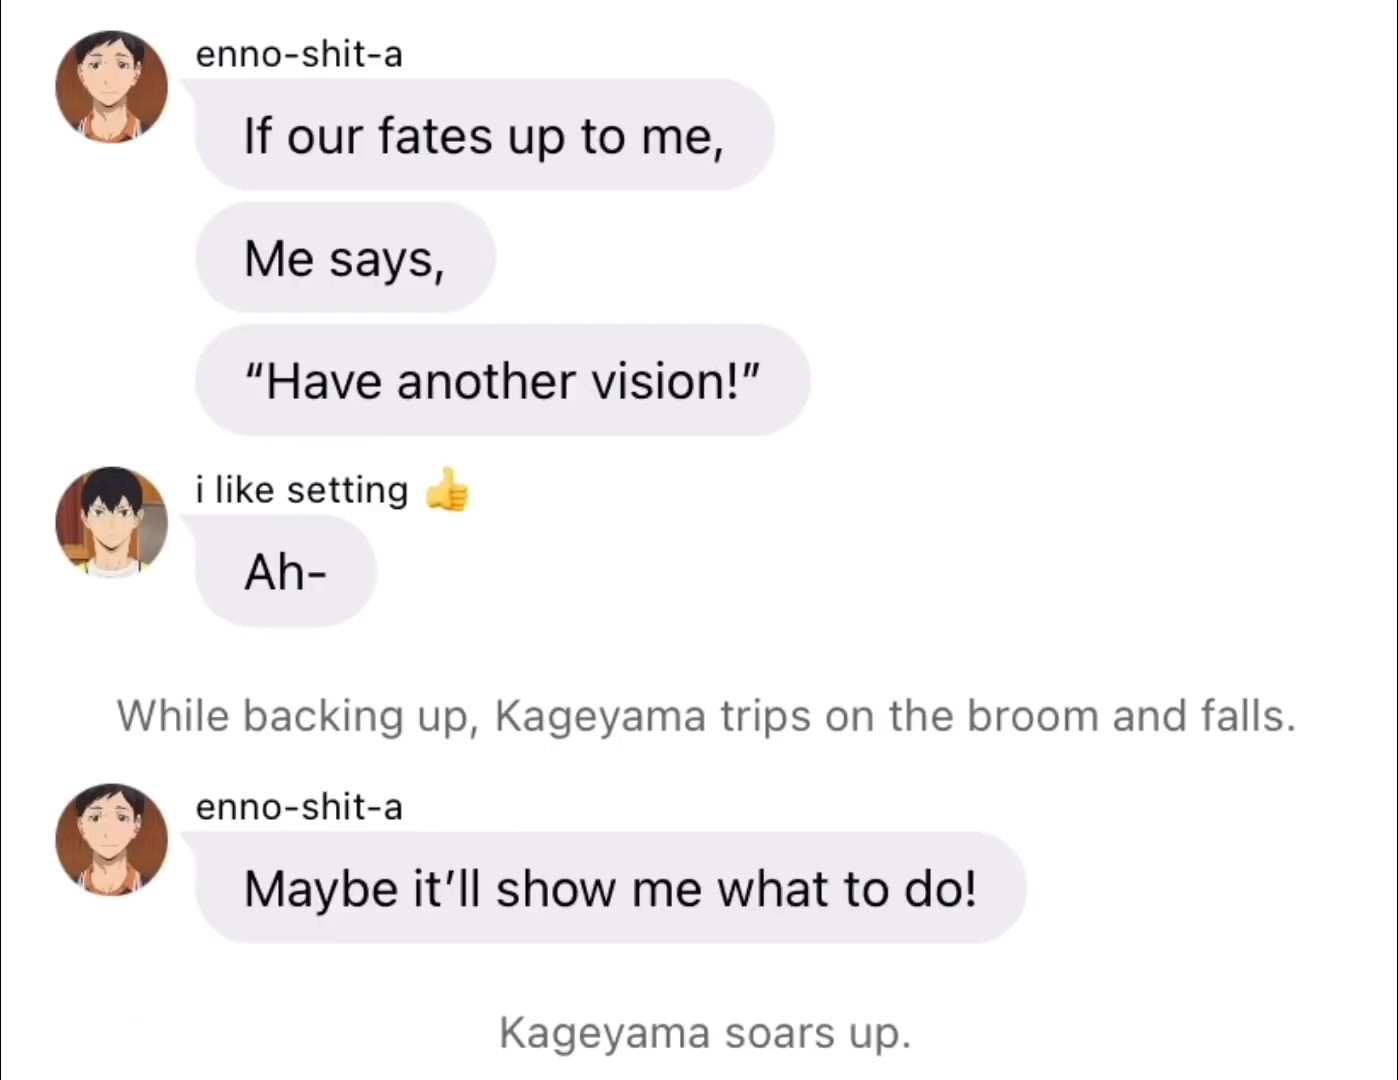 enno-shit-a
If our fates up to me,
Me says,
“Have another vision!”
i like setting 👍
Ah-
While backing up, Kageyama trips on the broom and falls.
enno-shit-a
Maybe it’ll show me what to do!
Kageyama soars up.